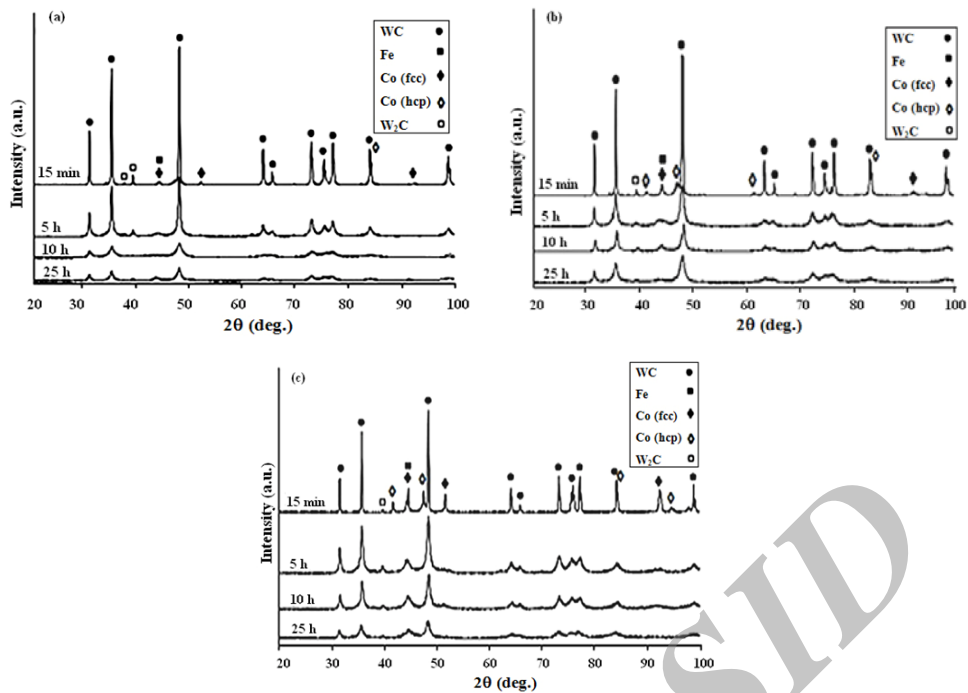 (a)
WC
Fe
Co (fcc)
Co (hcp)
W₂C
Intensity (a.u.)
15 min
5 h
10 h
25 h
20 30 40 50 60 70 80 90 100
2θ (deg.)
(b)
WC
Fe
Co (fcc)
Co (hcp)
W₂C
Intensity (a.u.)
15 min
5 h
10 h
25 h
20 30 40 50 60 70 80 90 100
2θ (deg.)
(c)
WC
Fe
Co (fcc)
Co (hcp)
W₂C
Intensity (a.u.)
15 min
5 h
10 h
25 h
20 30 40 50 60 70 80 90 100
2θ (deg.)
SID